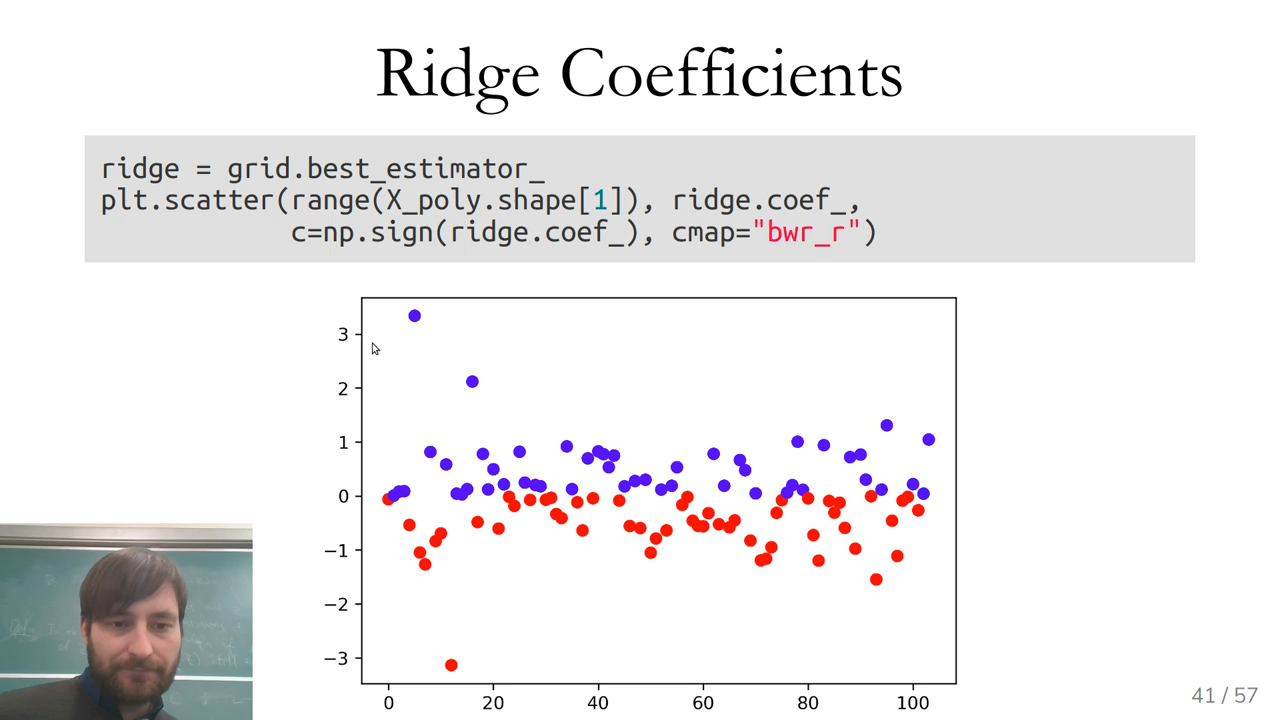 Ridge Coefficients
ridge = grid.best_estimator_
plt.scatter(range(X_poly.shape[1]), ridge.coef_,
            c=np.sign(ridge.coef_), cmap="bwr_r")
3
2
1
0
−1
−2
−3
0 20 40 60 80 100
41 / 57